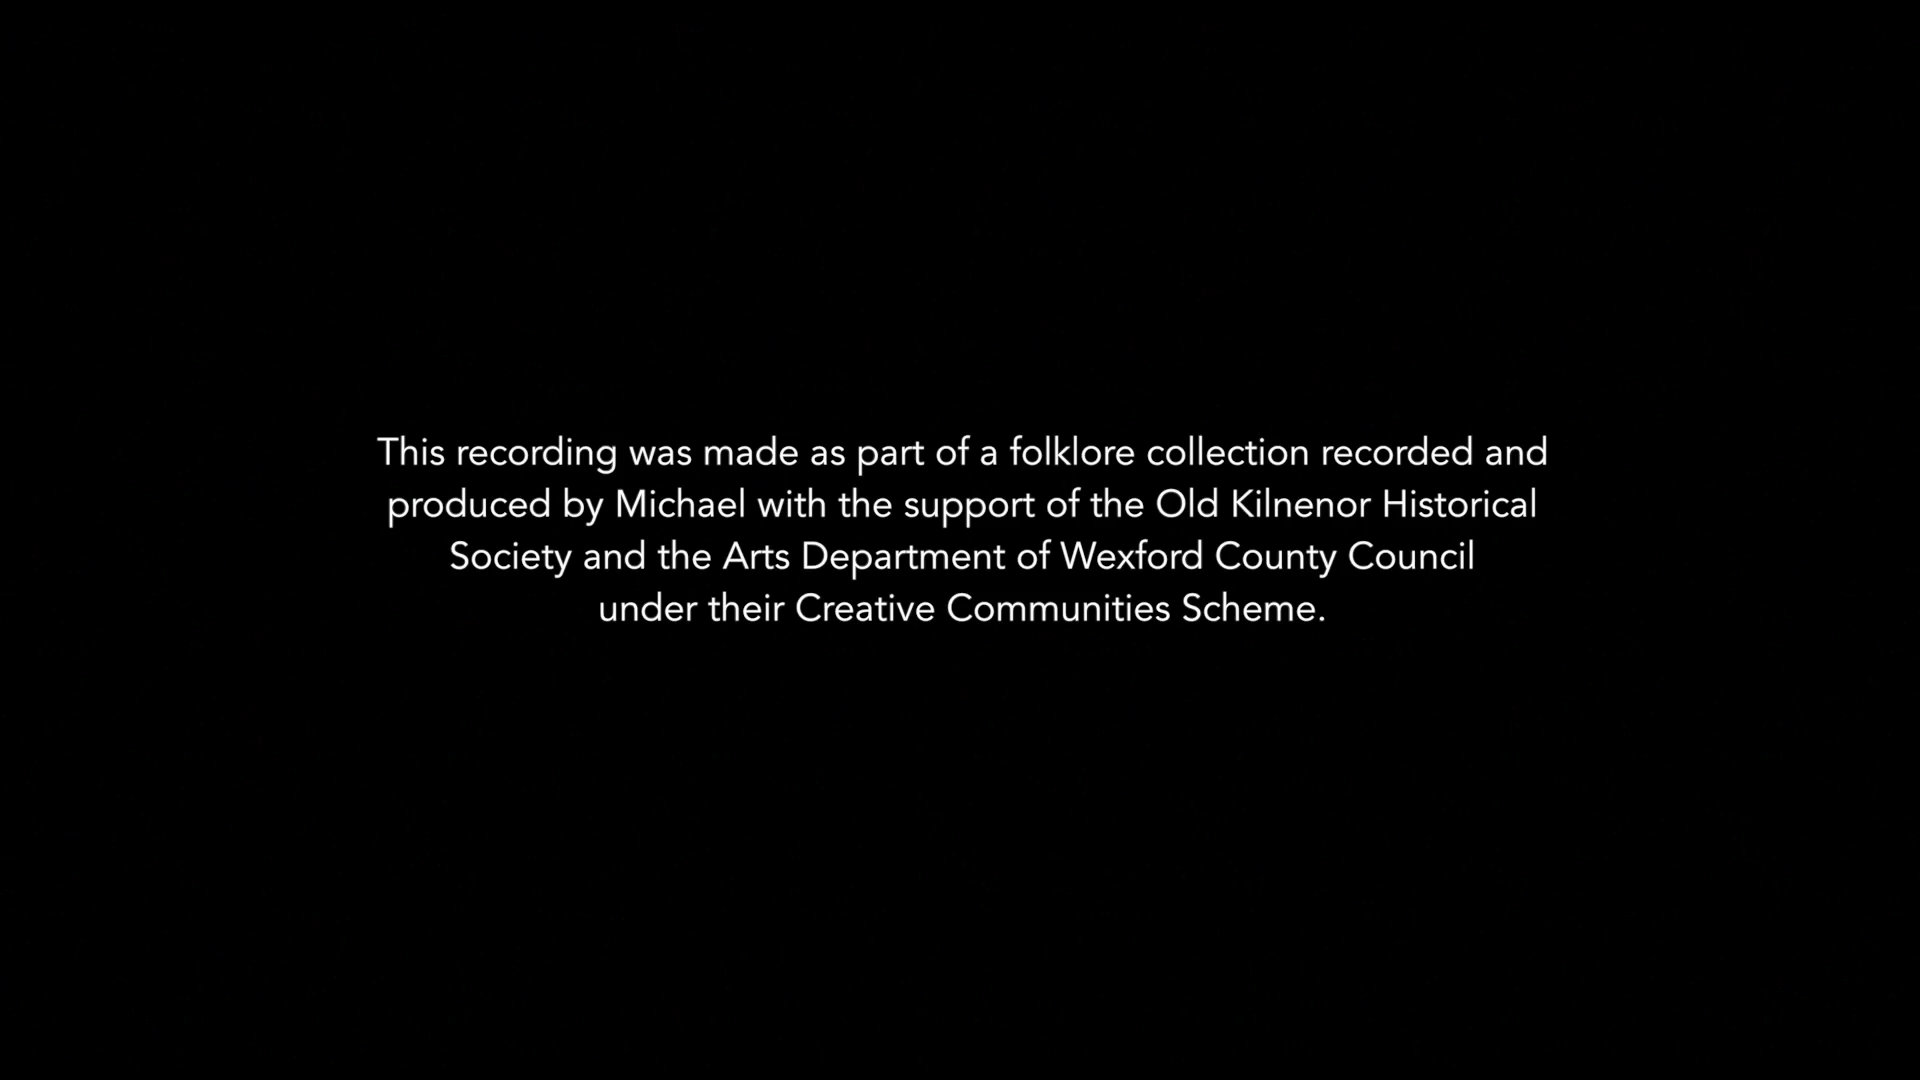 This recording was made as part of a folklore collection recorded and
produced by Michael with the support of the Old Kilnenor Historical
Society and the Arts Department of Wexford County Council
under their Creative Communities Scheme.